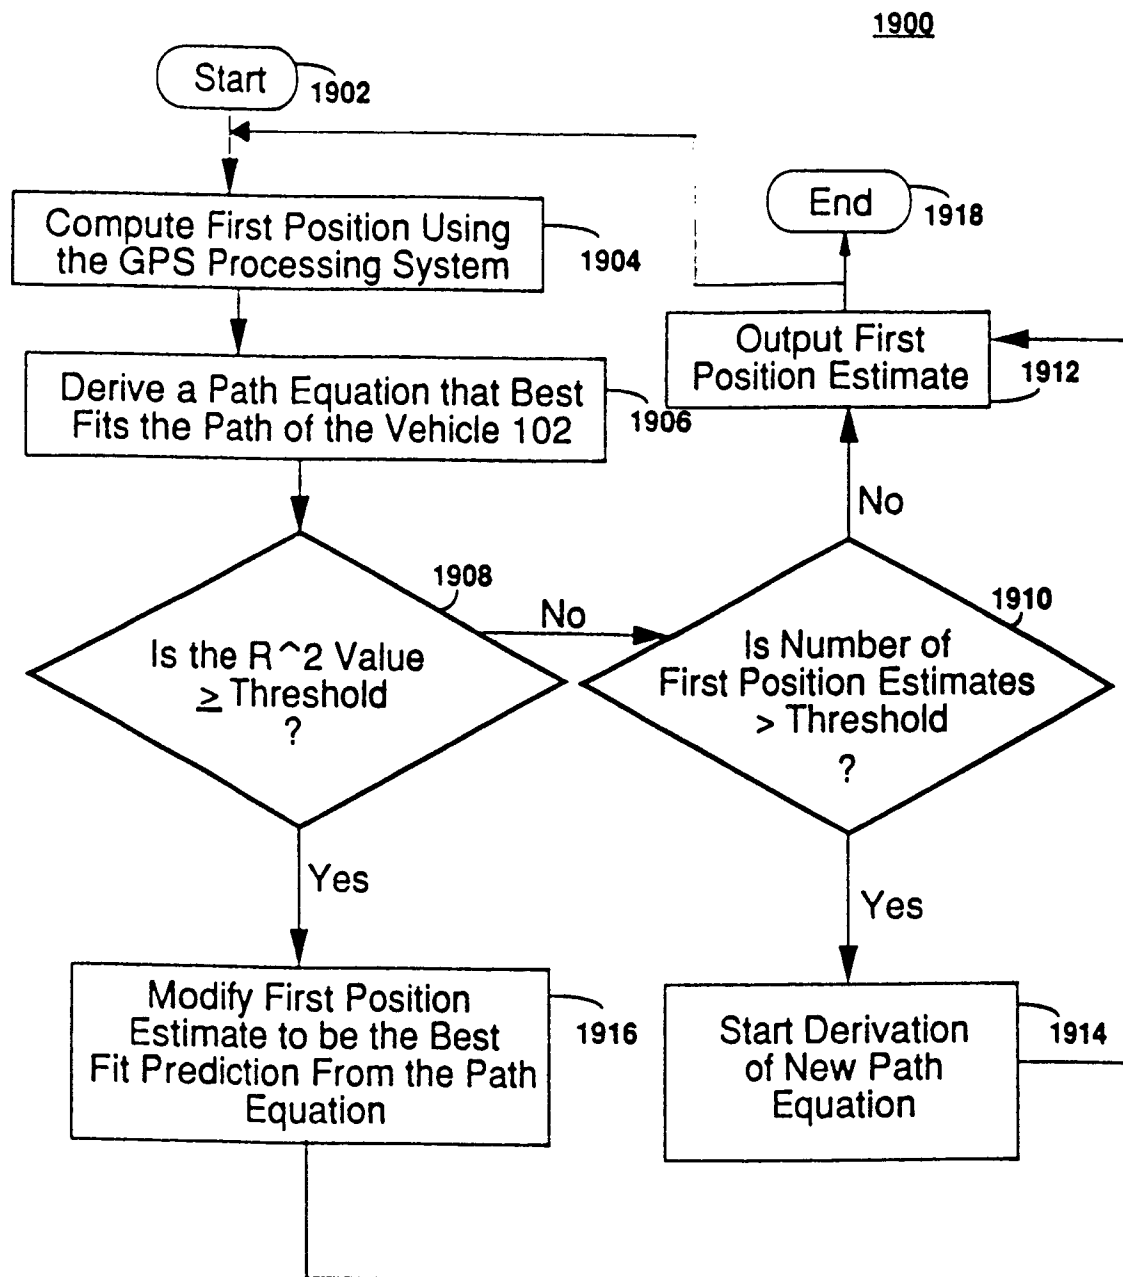 1900
Start
1902
Compute First Position Using
the GPS Processing System
1904
End
1918
Output First
Position Estimate
1912
Derive a Path Equation that Best
Fits the Path of the Vehicle 102
1906
No
1908
Is the R^2 Value
≥ Threshold
?
No
1910
Is Number of
First Position Estimates
> Threshold
?
Yes
Yes
Modify First Position
Estimate to be the Best
Fit Prediction From the Path
Equation
1916
Start Derivation
of New Path
Equation
1914